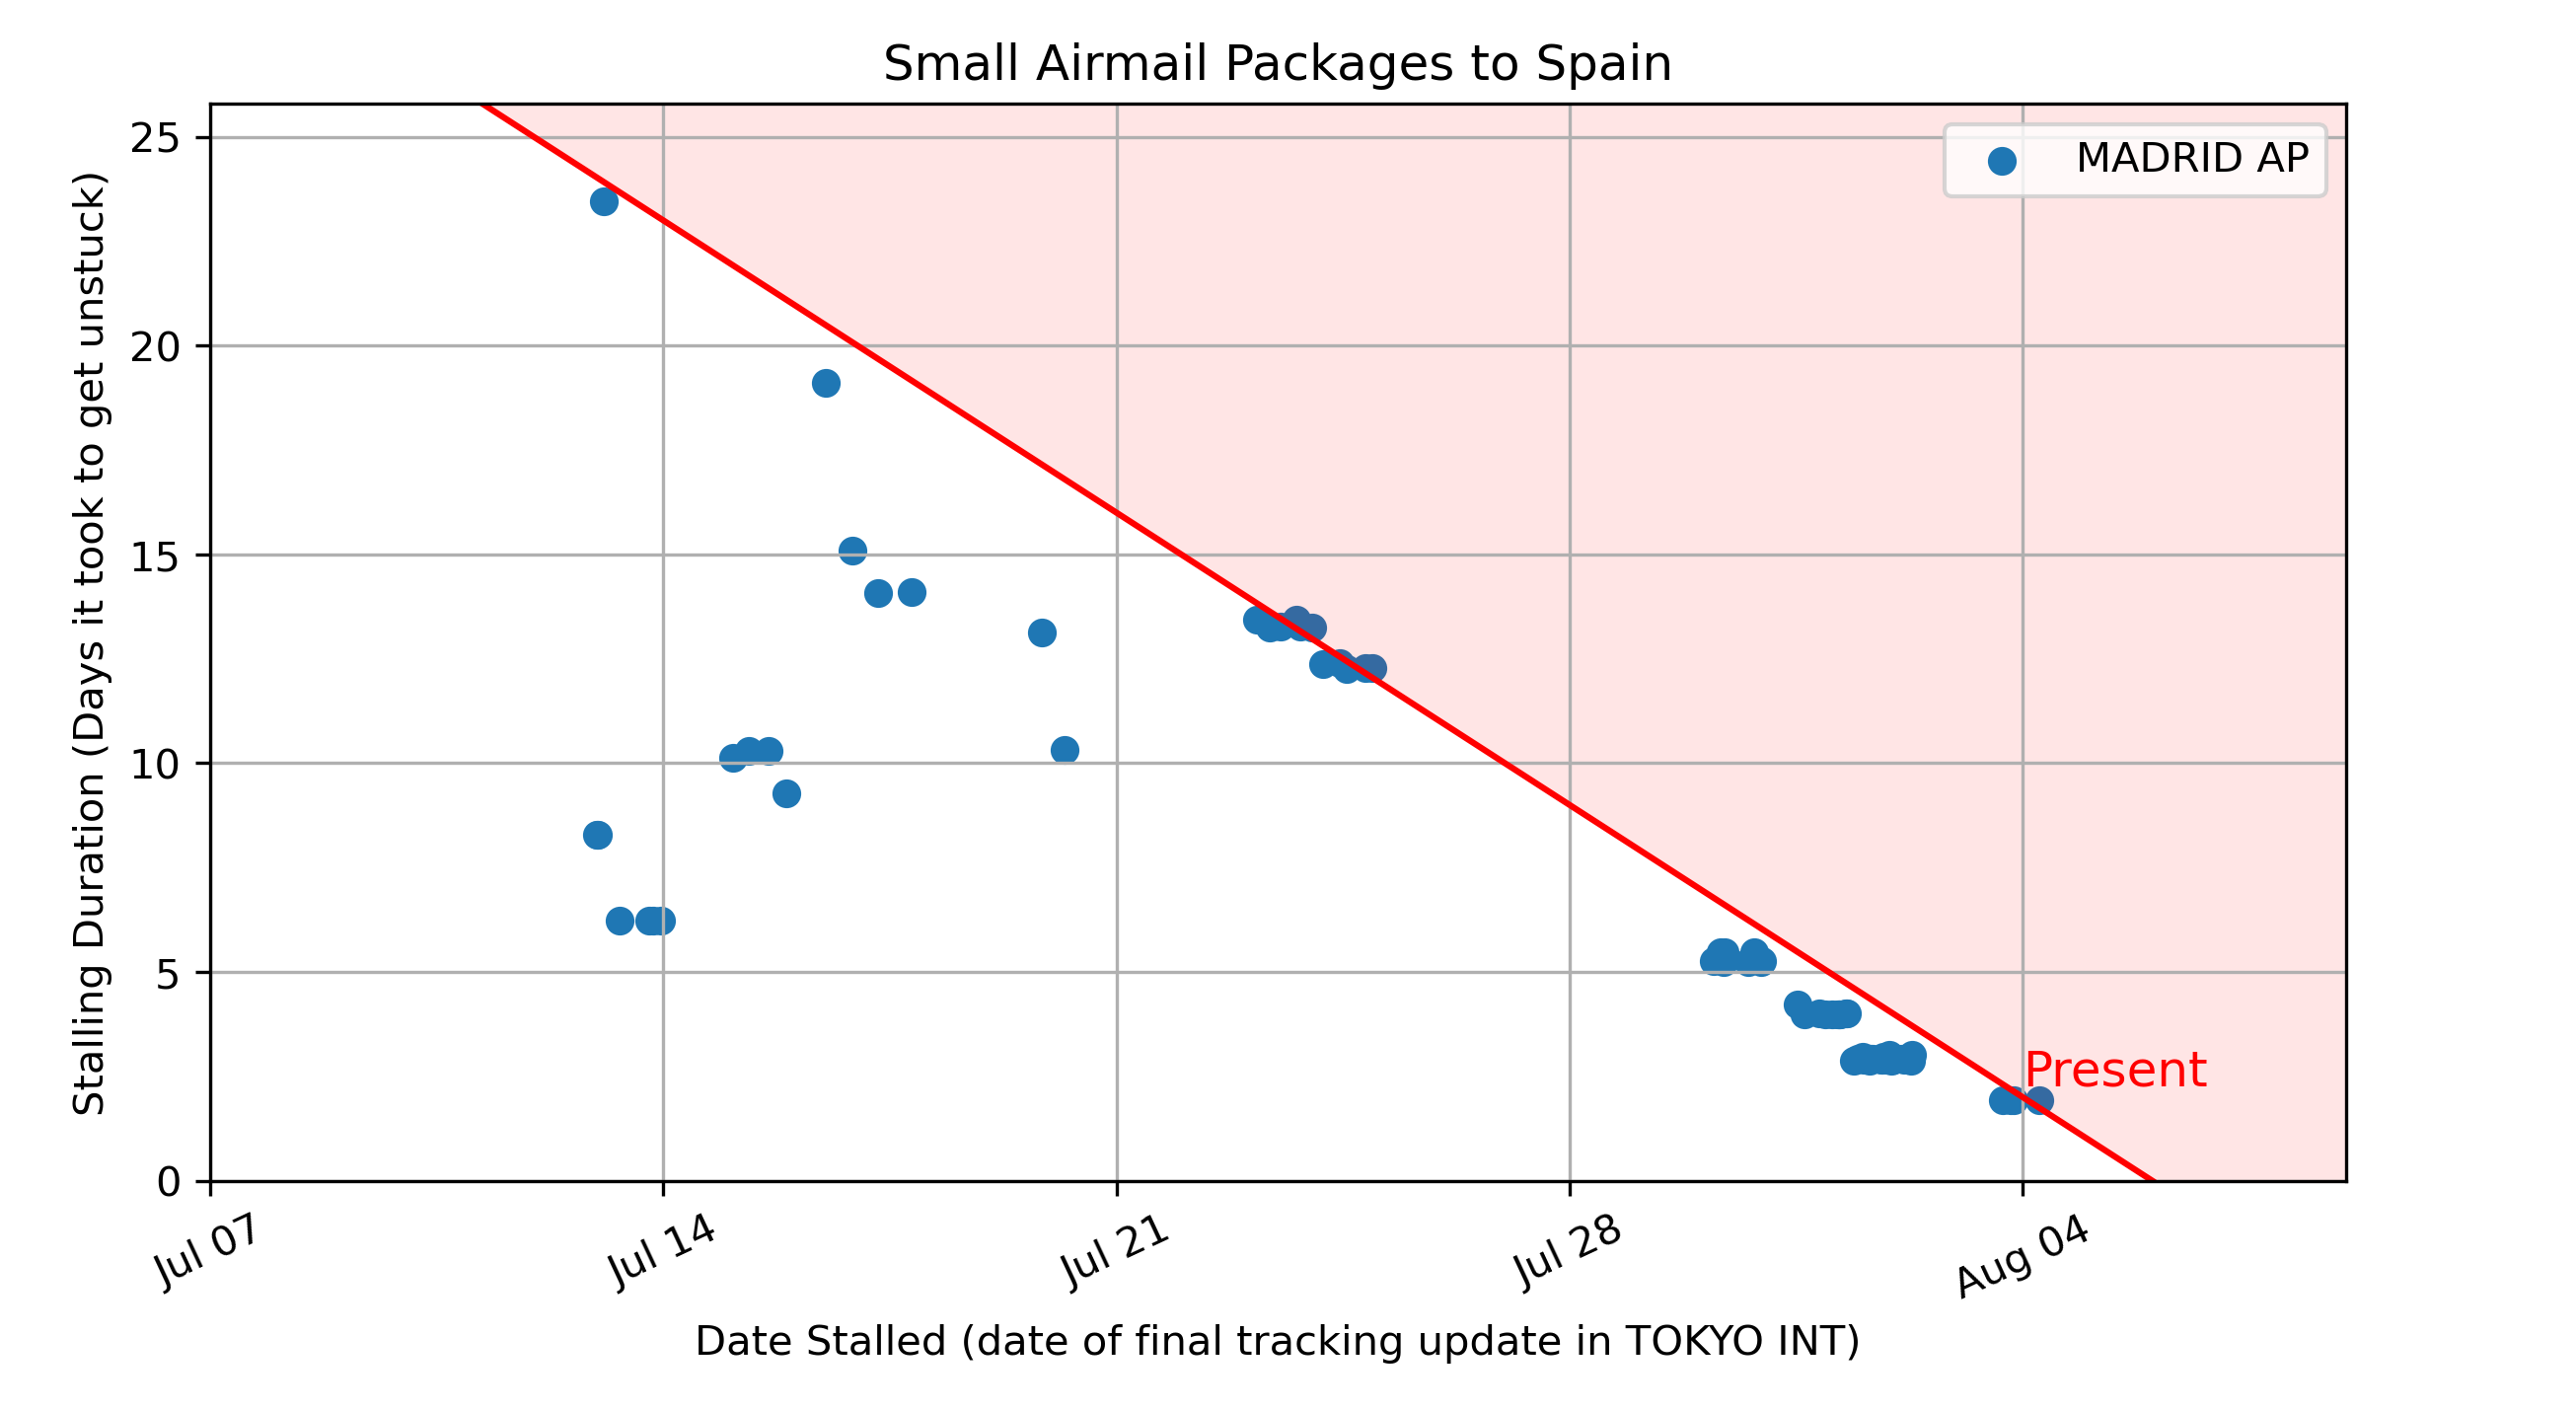 Small Airmail Packages to Spain
MADRID AP
Stalling Duration (Days it took to get unstuck)
25
20
15
10
5
0
Present
Jul 07
Jul 14
Jul 21
Jul 28
Aug 04
Date Stalled (date of final tracking update in TOKYO INT)